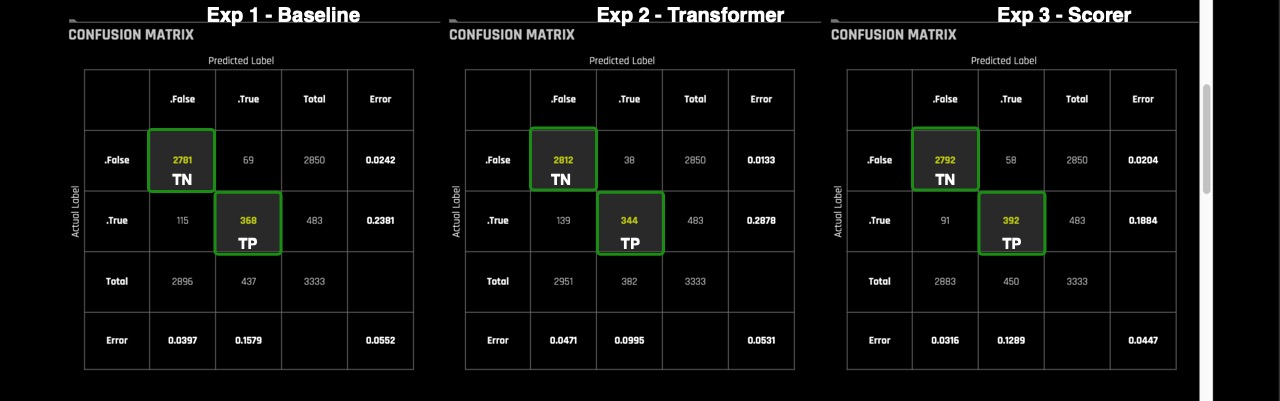 Exp 1 - Baseline
CONFUSION MATRIX
Predicted Label
.False .True Total Error
.False 2781 69 2850 0.0242
TN
Actual Label
.True 115 368 483 0.2381
TP
Total 2896 437 3333
Error 0.0397 0.1579 0.0552
Exp 2 - Transformer
CONFUSION MATRIX
Predicted Label
.False .True Total Error
.False 2812 38 2850 0.0133
TN
Actual Label
.True 139 344 483 0.2878
TP
Total 2951 382 3333
Error 0.0471 0.0995 0.0531
Exp 3 - Scorer
CONFUSION MATRIX
Predicted Label
.False .True Total Error
.False 2792 58 2850 0.0204
TN
Actual Label
.True 91 392 483 0.1884
TP
Total 2883 450 3333
Error 0.0316 0.1289 0.0447